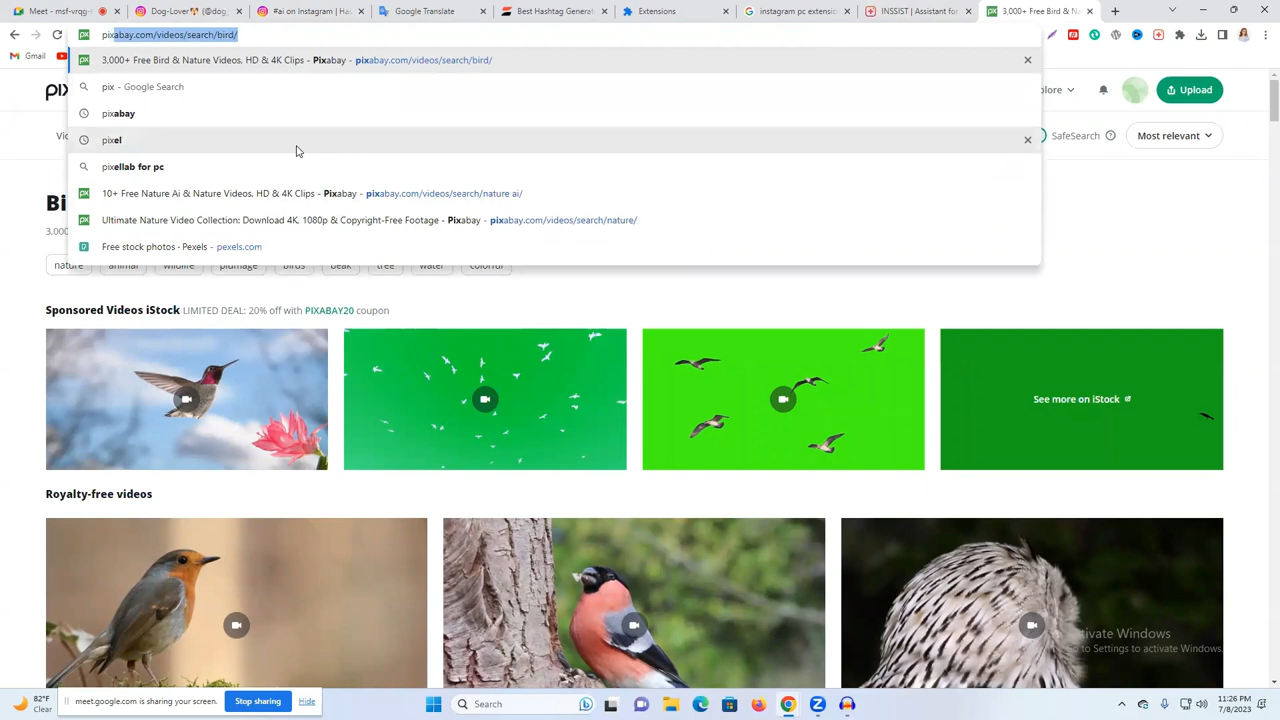 Dog-Lover🐶(@dog_
#ai on Instagram | Ha
Google Translate
Best Hashtag Generat
Extensions
instagram pc extensio
INSSIST | Assistant for
3,000+ Free Bird & Na
pixabay.com/videos/search/bird/
Gmail
3,000+ Free Bird & Nature Videos, HD & 4K Clips - Pixabay - pixabay.com/videos/search/bird/
pix - Google Search
pixabay
pixel
pixellab for pc
10+ Free Nature Ai & Nature Videos, HD & 4K Clips - Pixabay - pixabay.com/videos/search/nature ai/
Ultimate Nature Video Collection: Download 4K, 1080p & Copyright-Free Footage - Pixabay - pixabay.com/videos/search/nature/
Free stock photos · Pexels - pexels.com
plore
Upload
SafeSearch
Most relevant
nature animal wildlife plumage birds beak tree water colorful
Sponsored Videos iStock LIMITED DEAL: 20% off with PIXABAY20 coupon
See more on iStock
Royalty-free videos
Activate Windows
Go to Settings to activate Windows.
82°F
Clear
meet.google.com is sharing your screen.
Stop sharing
Hide
Search
11:26 PM
7/8/2023